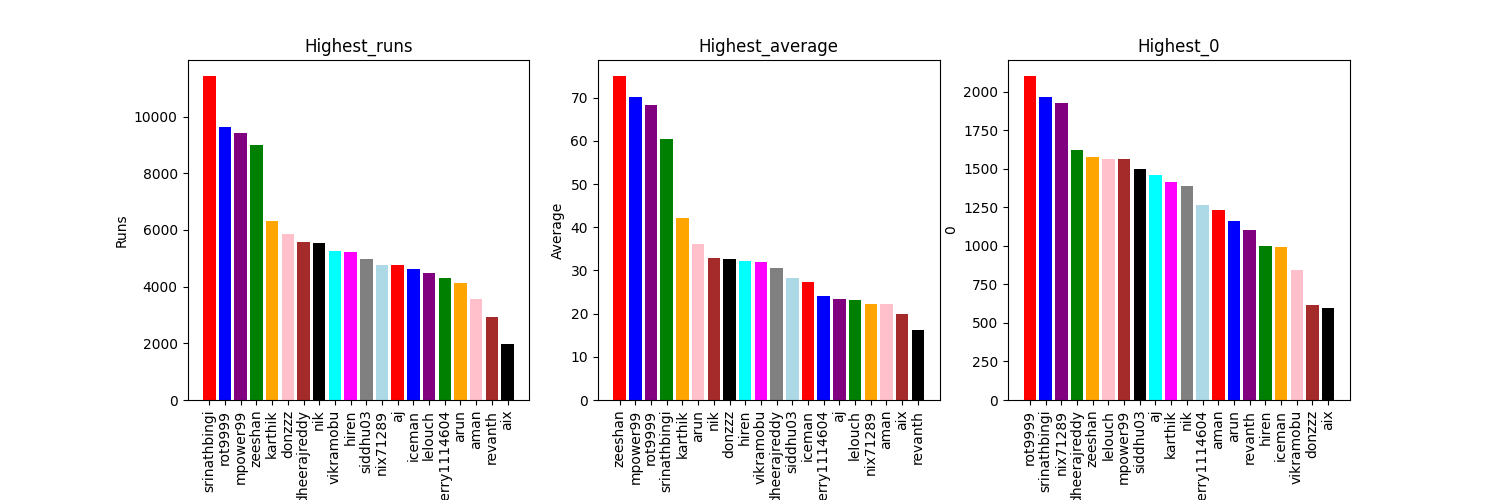 Highest_runs
Runs
10000
8000
6000
4000
2000
0
srinathbingi
rot9999
mpower99
zeeshan
karthik
donzzz
dheerajreddy
nik
vikramobu
hiren
siddhu03
nix71289
aj
iceman
lelouch
erry1114604
arun
aman
revanth
aix
Highest_average
Average
70
60
50
40
30
20
10
0
zeeshan
mpower99
rot9999
srinathbingi
karthik
arun
nik
donzzz
hiren
vikramobu
dheerajreddy
siddhu03
iceman
erry1114604
aj
lelouch
nix71289
aman
aix
revanth
Highest_0
0
2000
1750
1500
1250
1000
750
500
250
0
rot9999
srinathbingi
nix71289
dheerajreddy
zeeshan
lelouch
mpower99
siddhu03
aj
karthik
nik
erry1114604
aman
arun
revanth
hiren
iceman
vikramobu
donzzz
aix